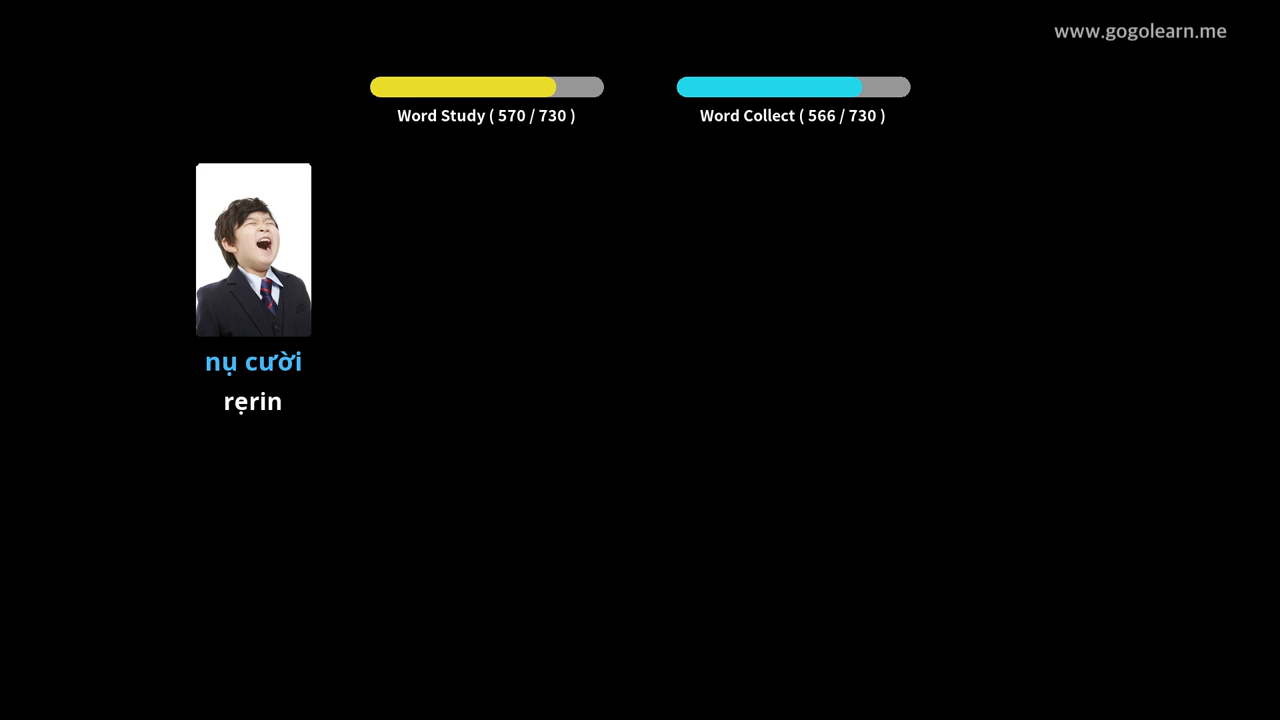 www.gogolearn.me
Word Study ( 570 / 730 )
Word Collect ( 566 / 730 )
nụ cười
rẹrin